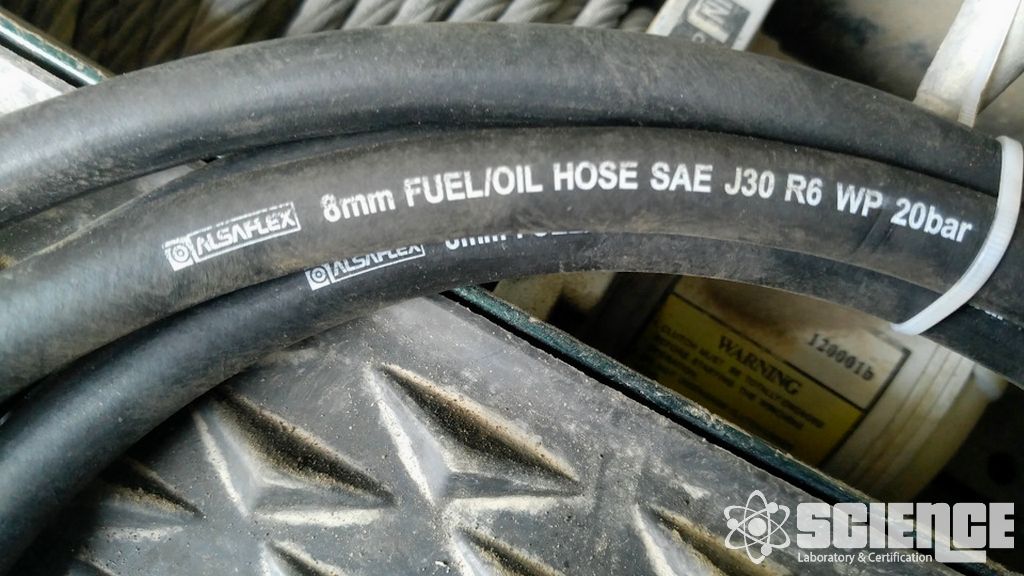 ALSAFLEX 8mm FUEL/OIL HOSE SAE J30 R6 WP 20bar
ALSAFLEX
WARNING
120001b
SCIENCE
Laboratory & Certification